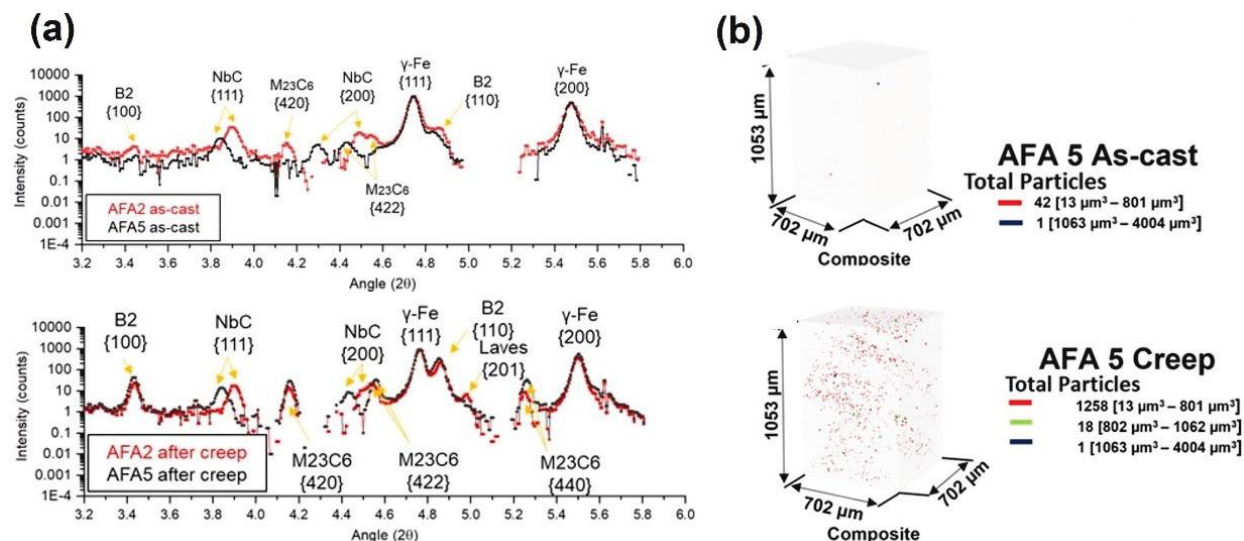 (a)
B2
{100}
NbC
{111}
M23C6
{420}
NbC
{200}
γ-Fe
{111}
B2
{110}
γ-Fe
{200}
M23C6
{422}
Intensity (counts)
10000
1000
100
10
1
0.1
0.01
0.001
1E-4
AFA2 as-cast
AFA5 as-cast
3.2 3.4 3.6 3.8 4.0 4.2 4.4 4.6 4.8 5.0 5.2 5.4 5.6 5.8 6.0
Angle (2θ)
B2
{100}
NbC
{111}
NbC
{200}
γ-Fe
{111}
B2
{110}
Laves
{201}
γ-Fe
{200}
M23C6
{420}
M23C6
{422}
M23C6
{440}
Intensity (counts)
10000
1000
100
10
1
0.1
0.01
0.001
1E-4
AFA2 after creep
AFA5 after creep
3.2 3.4 3.6 3.8 4.0 4.2 4.4 4.6 4.8 5.0 5.2 5.4 5.6 5.8 6.0
Angle (2θ)
(b)
1053 µm
702 µm
702 µm
Composite
AFA 5 As-cast
Total Particles
42 [13 µm³ – 801 µm³]
1 [1063 µm³ – 4004 µm³]
1053 µm
702 µm
702 µm
Composite
AFA 5 Creep
Total Particles
1258 [13 µm³ – 801 µm³]
18 [802 µm³ – 1062 µm³]
1 [1063 µm³ – 4004 µm³]